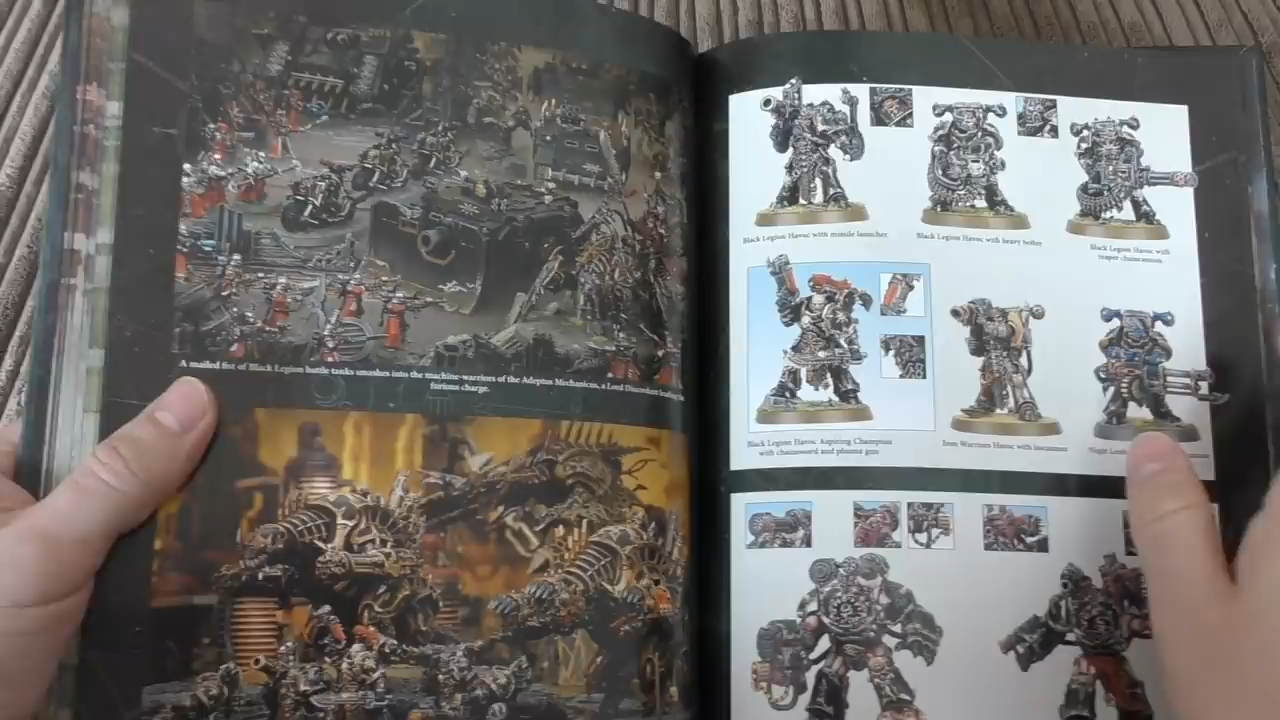 A mailed fist of Black Legion battle tanks smashes into the machine-warriors of the Adeptus Mechanicus, a Lord Discordant leading the
furious charge.
Black Legion Havoc with missile launcher
Black Legion Havoc with heavy bolter
Black Legion Havoc with
reaper chaincannon
Black Legion Havoc Aspiring Champion
with chainsword and plasma gun
Iron Warriors Havoc with lascannon
Night